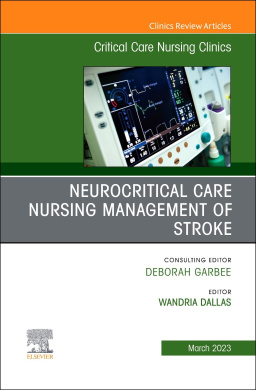 Clinics Review Articles
Critical Care Nursing Clinics
NEUROCRITICAL CARE
NURSING MANAGEMENT OF
STROKE
CONSULTING EDITOR
DEBORAH GARBEE
EDITOR
WANDRIA DALLAS
ELSEVIER
March 2023